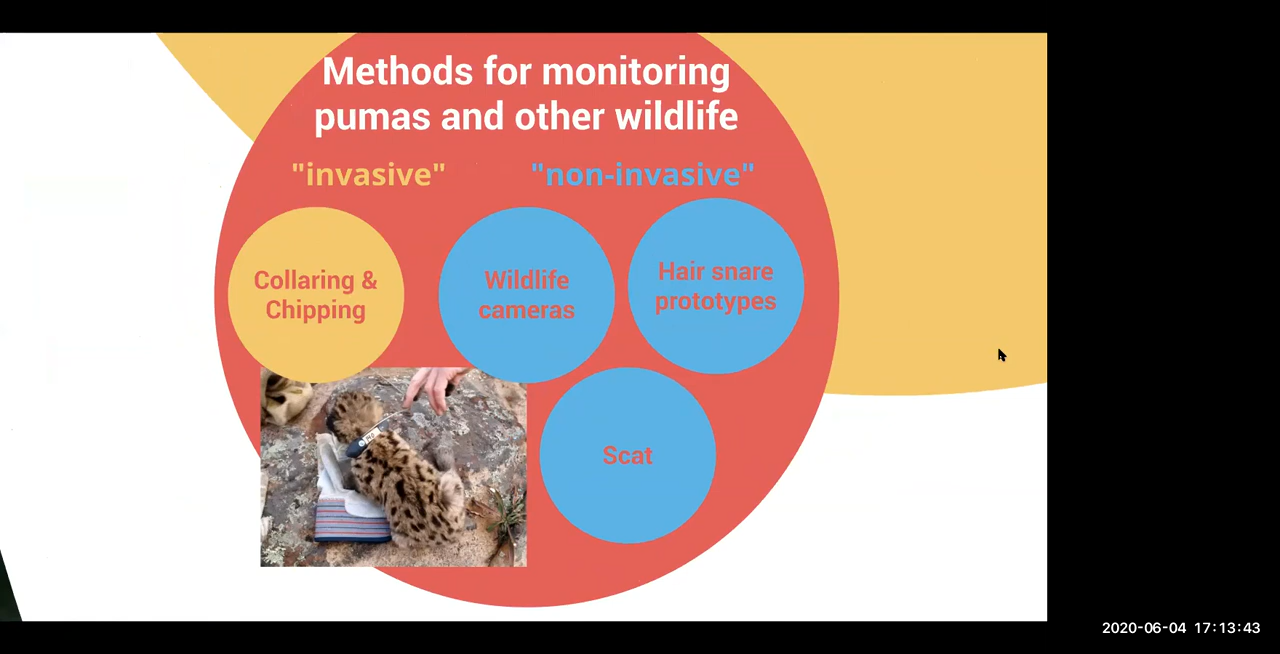 Methods for monitoring
pumas and other wildlife
"invasive"
"non-invasive"
Collaring &
Chipping
Wildlife
cameras
Hair snare
prototypes
Scat
2020-06-04 17:13:43